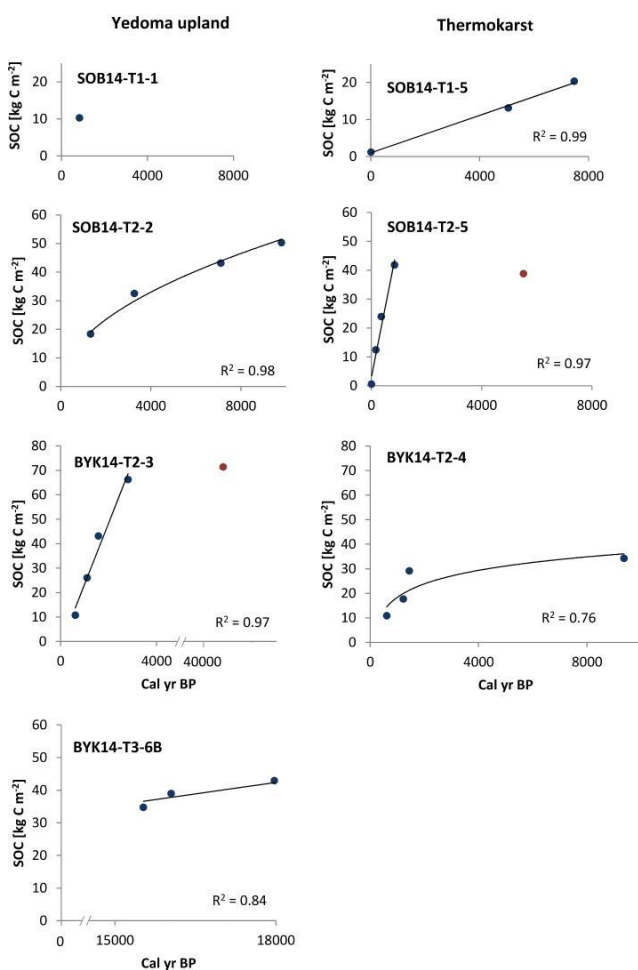 Yedoma upland
Thermokarst
SOB14-T1-1
SOC [kg C m⁻²]
20
10
0
0 4000 8000
SOB14-T1-5
SOC [kg C m⁻²]
20
10
0
0 4000 8000
R² = 0.99
SOB14-T2-2
SOC [kg C m⁻²]
60
50
40
30
20
10
0
0 4000 8000
R² = 0.98
SOB14-T2-5
SOC [kg C m⁻²]
60
50
40
30
20
10
0
0 4000 8000
R² = 0.97
BYK14-T2-3
SOC [kg C m⁻²]
80
70
60
50
40
30
20
10
0
0 4000 40000
R² = 0.97
Cal yr BP
BYK14-T2-4
SOC [kg C m⁻²]
80
70
60
50
40
30
20
10
0
0 4000 8000
R² = 0.76
Cal yr BP
BYK14-T3-6B
SOC [kg C m⁻²]
60
50
40
30
20
10
0
0 15000 18000
R² = 0.84
Cal yr BP